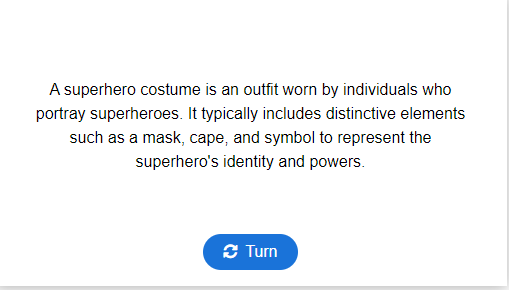 A superhero costume is an outfit worn by individuals who
portray superheroes. It typically includes distinctive elements
such as a mask, cape, and symbol to represent the
superhero's identity and powers.
Turn